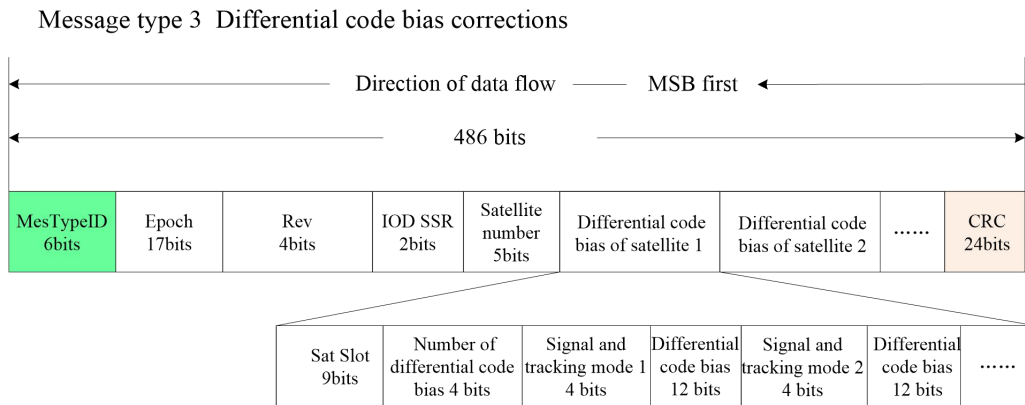 Message type 3 Differential code bias corrections
Direction of data flow MSB first
486 bits
MesTypeID
6bits
Epoch
17bits
Rev
4bits
IOD SSR
2bits
Satellite
number
5bits
Differential code
bias of satellite 1
Differential code
bias of satellite 2
……
CRC
24bits
Sat Slot
9bits
Number of
differential code
bias 4 bits
Signal and
tracking mode 1
4 bits
Differential
code bias
12 bits
Signal and
tracking mode 2
4 bits
Differential
code bias
12 bits
……